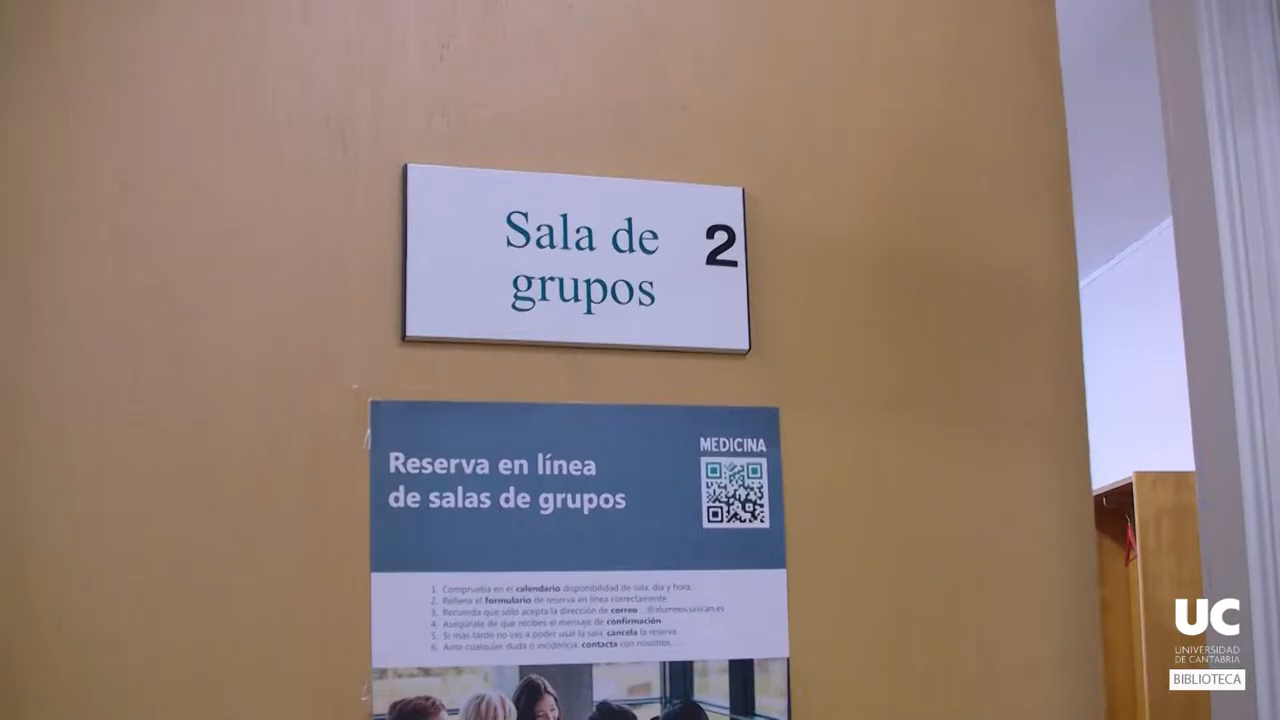 Sala de
grupos
2
Reserva en línea
de salas de grupos
MEDICINA
1. Comprueba en el calendario disponibilidad de sala, día y hora.
2. Rellena el formulario de reserva en línea correctamente
3. Recuerda que sólo acepta la dirección de correo ...@alumnos.unican.es
4. Asegúrate de que recibes el mensaje de confirmación
5. Si más tarde no vas a poder usar la sala, cancela la reserva.
6. Ante cualquier duda o incidencia, contacta con nosotros.....
UC
UNIVERSIDAD
DE CANTABRIA
BIBLIOTECA